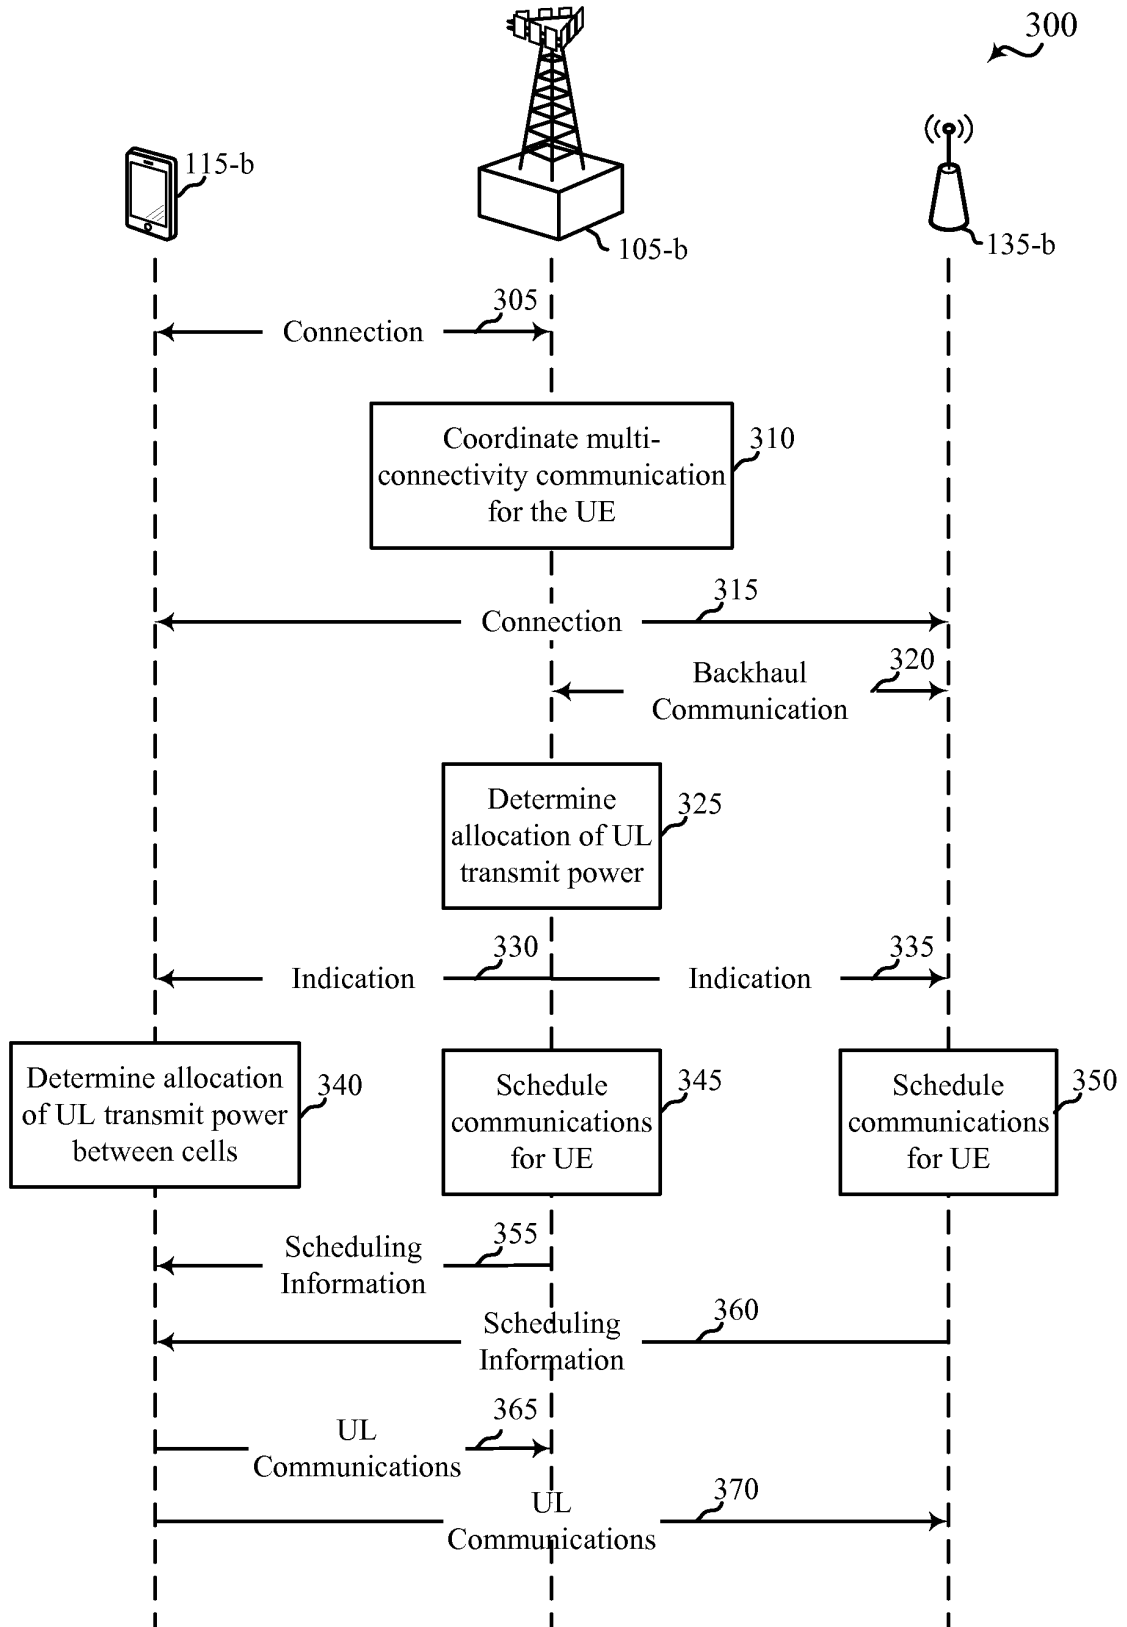 300
115-b
105-b
135-b
305
Connection
Coordinate multi-
connectivity communication
for the UE
310
315
Connection
320
Backhaul
Communication
Determine
allocation of UL
transmit power
325
330
Indication
335
Indication
Determine allocation
of UL transmit power
between cells
340
Schedule
communications
for UE
345
Schedule
communications
for UE
350
355
Scheduling
Information
360
Scheduling
Information
365
UL
Communications
370
UL
Communications